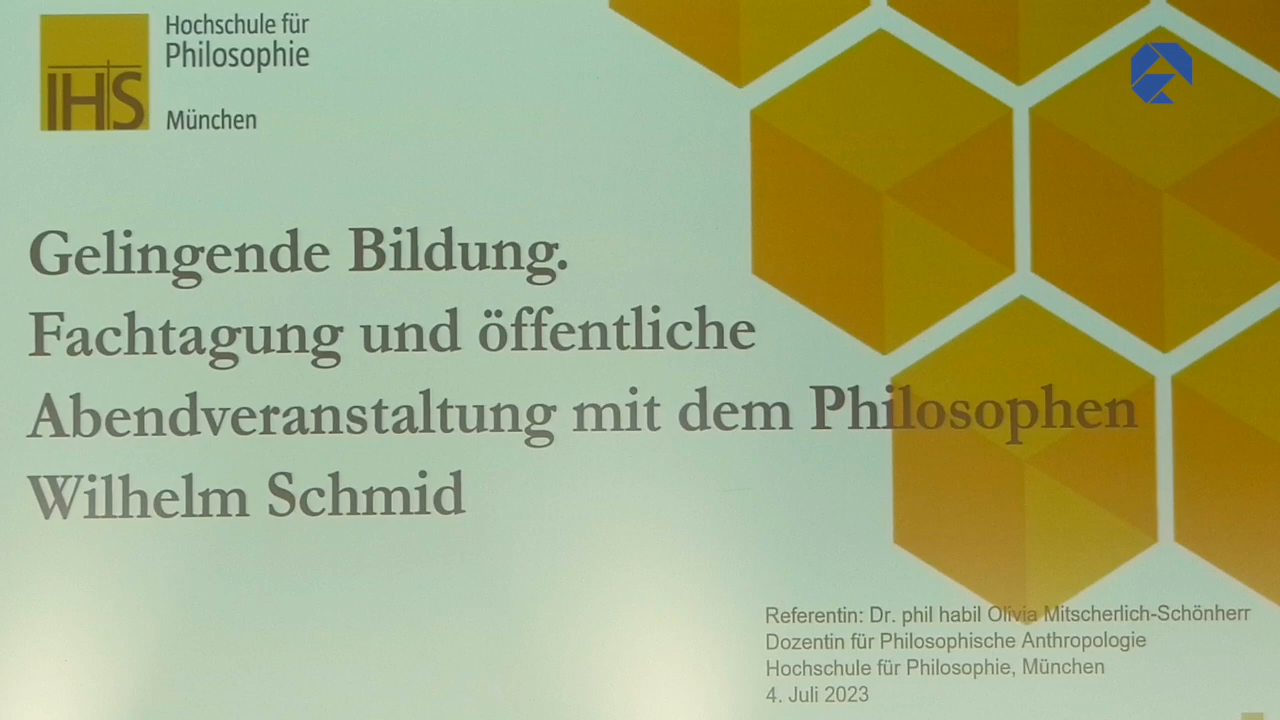 Hochschule für
Philosophie
IHS
München
Gelingende Bildung.
Fachtagung und öffentliche
Abendveranstaltung mit dem Philosophen
Wilhelm Schmid
Referentin: Dr. phil habil Olivia Mitscherlich-Schönherr
Dozentin für Philosophische Anthropologie
Hochschule für Philosophie, München
4. Juli 2023